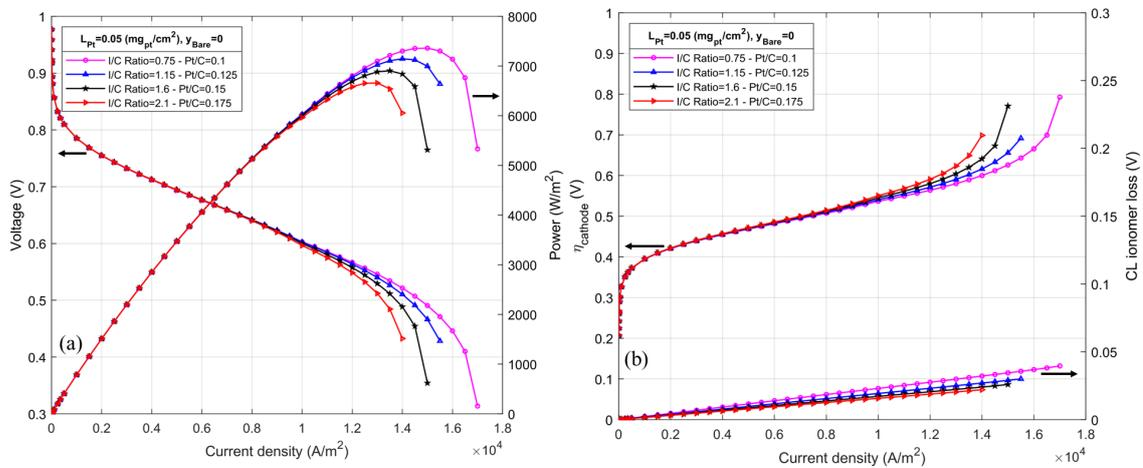 L_Pt=0.05 (mg_pt/cm²), y_Bare=0
I/C Ratio=0.75 - Pt/C=0.1
I/C Ratio=1.15 - Pt/C=0.125
I/C Ratio=1.6 - Pt/C=0.15
I/C Ratio=2.1 - Pt/C=0.175
Voltage (V)
1
0.9
0.8
0.7
0.6
0.5
0.4
0.3
Power (W/m²)
8000
7000
6000
5000
4000
3000
2000
1000
0
(a)
0 0.2 0.4 0.6 0.8 1.0 1.2 1.4 1.6 1.8
×10⁴
Current density (A/m²)
L_Pt=0.05 (mg_pt/cm²), y_Bare=0
I/C Ratio=0.75 - Pt/C=0.1
I/C Ratio=1.15 - Pt/C=0.125
I/C Ratio=1.6 - Pt/C=0.15
I/C Ratio=2.1 - Pt/C=0.175
η_cathode (V)
1
0.9
0.8
0.7
0.6
0.5
0.4
0.3
0.2
0.1
0
CL ionomer loss (V)
0.3
0.25
0.2
0.15
0.1
0.05
0
(b)
0 0.2 0.4 0.6 0.8 1.0 1.2 1.4 1.6 1.8
×10⁴
Current density (A/m²)